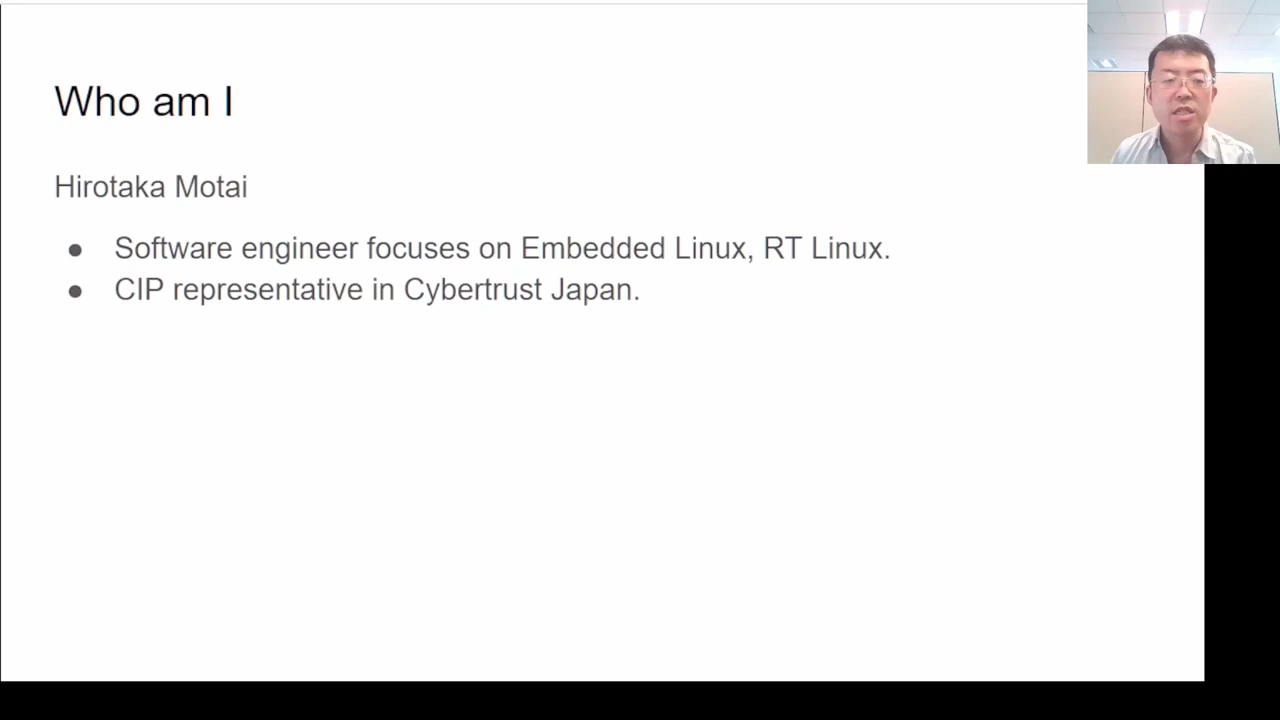 Who am I
Hirotaka Motai
● Software engineer focuses on Embedded Linux, RT Linux.
● CIP representative in Cybertrust Japan.